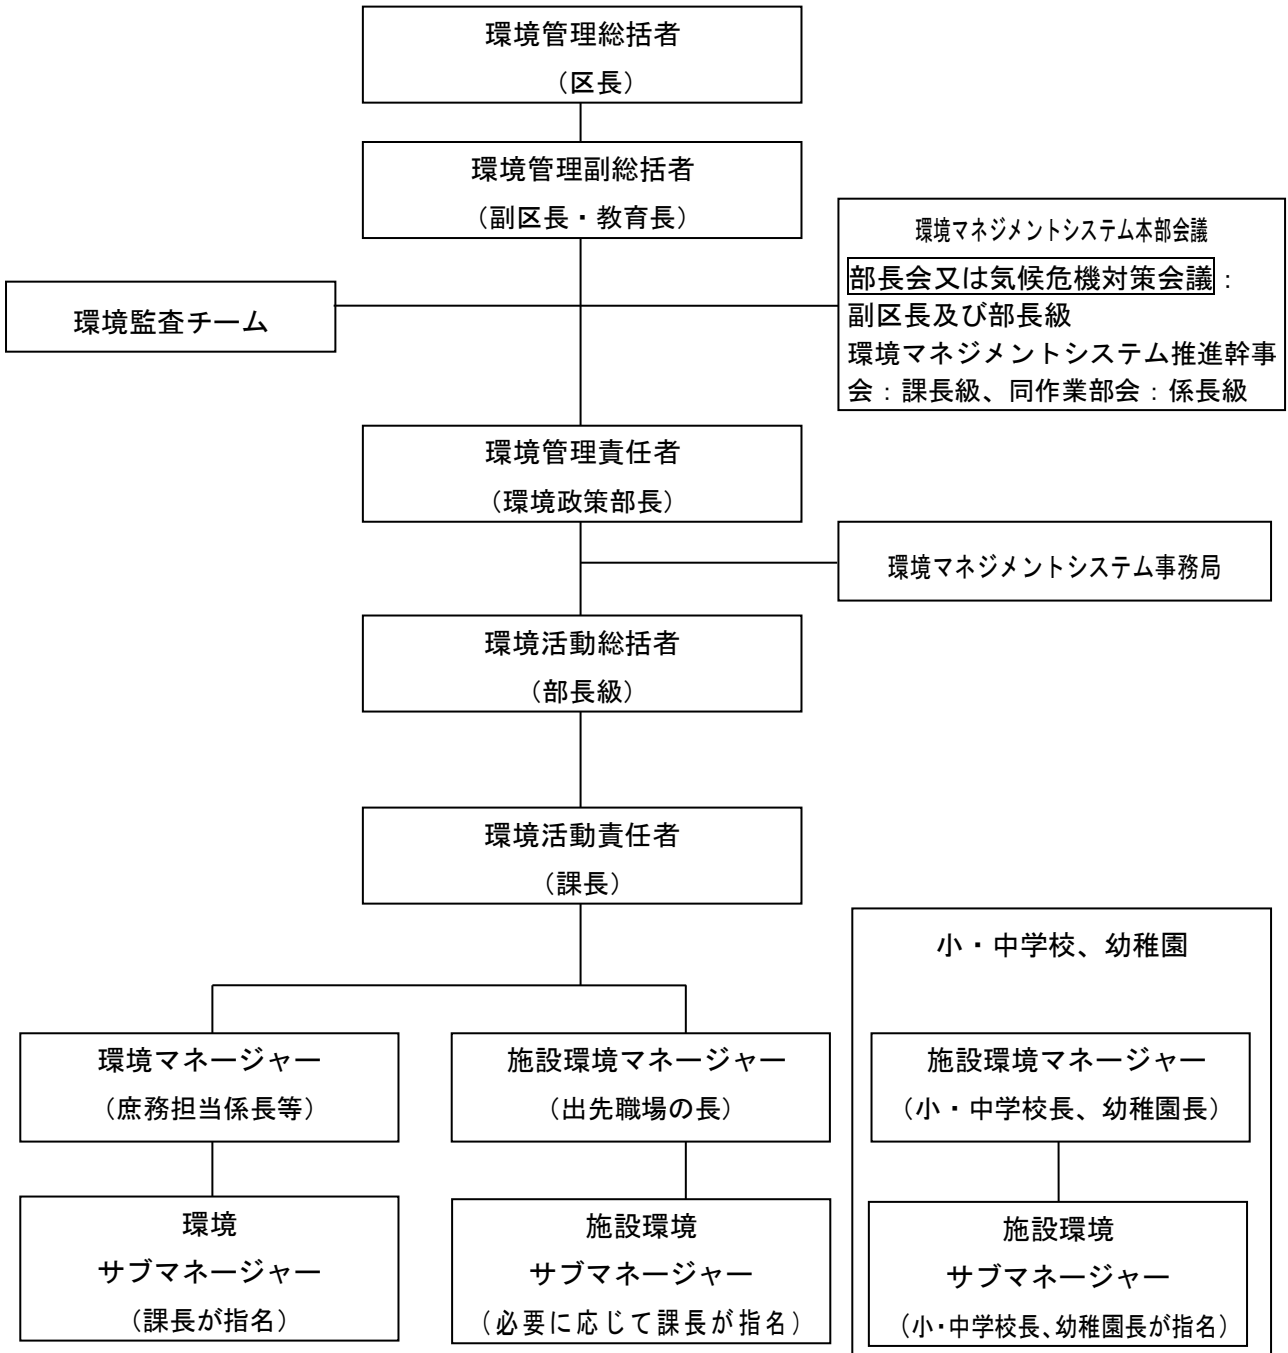 環境管理総括者
（区長）
環境管理副総括者
（副区長・教育長）
環境マネジメントシステム本部会議
部長会又は気候危機対策会議：
副区長及び部長級
環境マネジメントシステム推進幹事
会：課長級、同作業部会：係長級
環境監査チーム
環境管理責任者
（環境政策部長）
環境マネジメントシステム事務局
環境活動総括者
（部長級）
環境活動責任者
（課長）
環境マネージャー
（庶務担当係長等）
環境
サブマネージャー
（課長が指名）
施設環境マネージャー
（出先職場の長）
施設環境
サブマネージャー
（必要に応じて課長が指名）
小・中学校、幼稚園
施設環境マネージャー
（小・中学校長、幼稚園長）
施設環境
サブマネージャー
（小・中学校長、幼稚園長が指名）